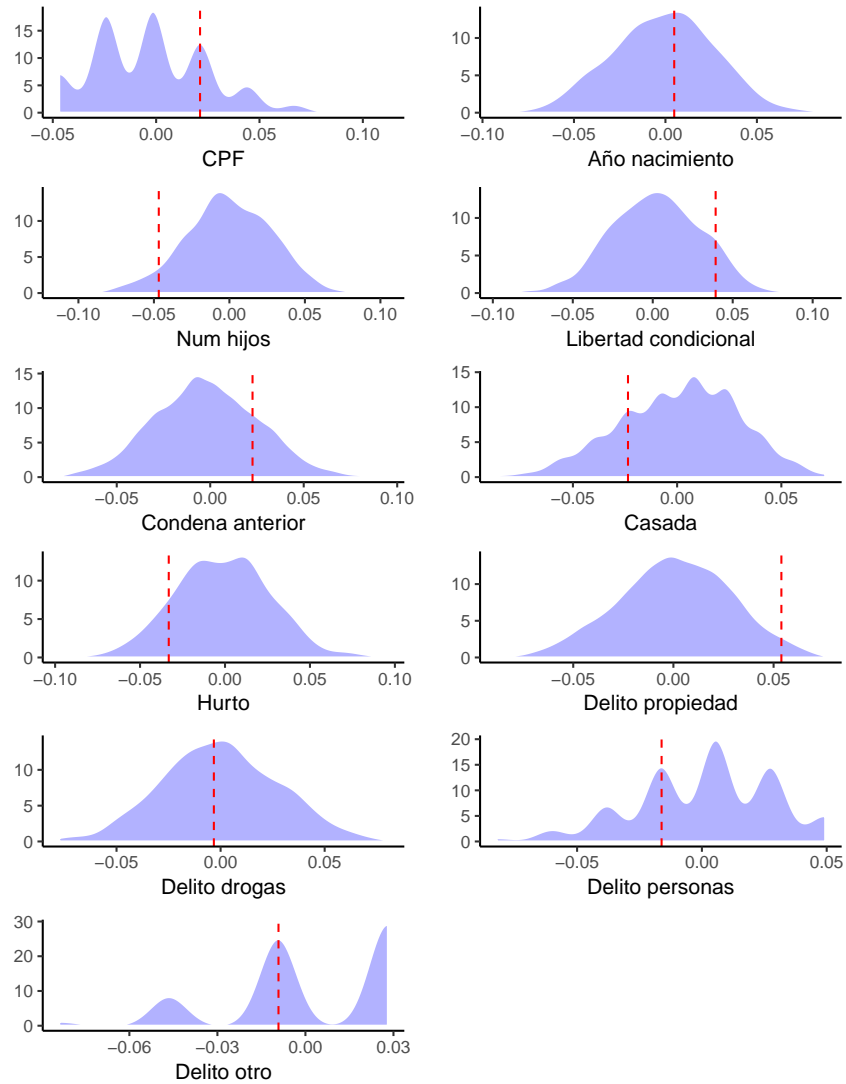 15
10
5
0
−0.05 0.00 0.05 0.10
CPF
10
5
0
−0.10 −0.05 0.00 0.05
Año nacimiento
10
5
0
−0.10 −0.05 0.00 0.05 0.10
Num hijos
10
5
0
−0.10 −0.05 0.00 0.05 0.10
Libertad condicional
15
10
5
0
−0.05 0.00 0.05 0.10
Condena anterior
15
10
5
0
−0.05 0.00 0.05
Casada
10
5
0
−0.10 −0.05 0.00 0.05 0.10
Hurto
10
5
0
−0.05 0.00 0.05
Delito propiedad
10
5
0
−0.05 0.00 0.05
Delito drogas
20
15
10
5
0
−0.05 0.00 0.05
Delito personas
30
20
10
0
−0.06 −0.03 0.00 0.03
Delito otro